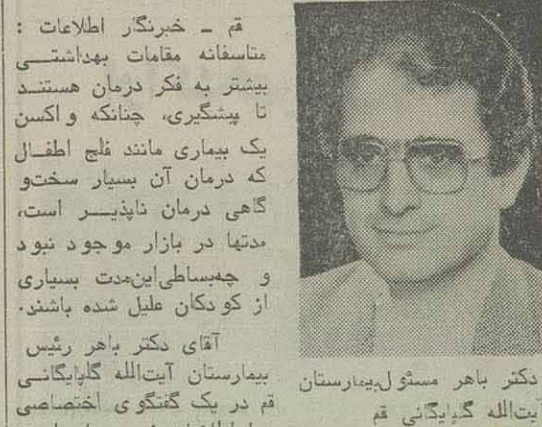 قم ـ خبرنگار اطلاعات :
متاسفانه مقامات بهداشتی
بیشتر به فکر درمان هستند
تا پیشگیری، چنانکه واکسن
یک بیماری مانند فلج اطفال
که درمان آن بسیار سخت‌و
گاهی درمان ناپذیر است،
مدتها در بازار موجود نبود
و چه‌بساطی‌این‌مدت بسیاری
از کودکان علیل شده باشند.
آقای دکتر باهر رئیس
بیمارستان آیت‌الله گلپایگانی
قم در یک گفتگوی اختصاصی
دکتر باهر مسئول‌بیمارستان
آیت‌الله گلپایگانی قم